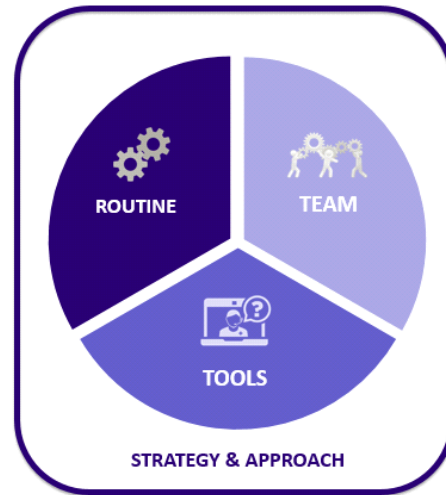 ROUTINE
TEAM
?
TOOLS
STRATEGY & APPROACH